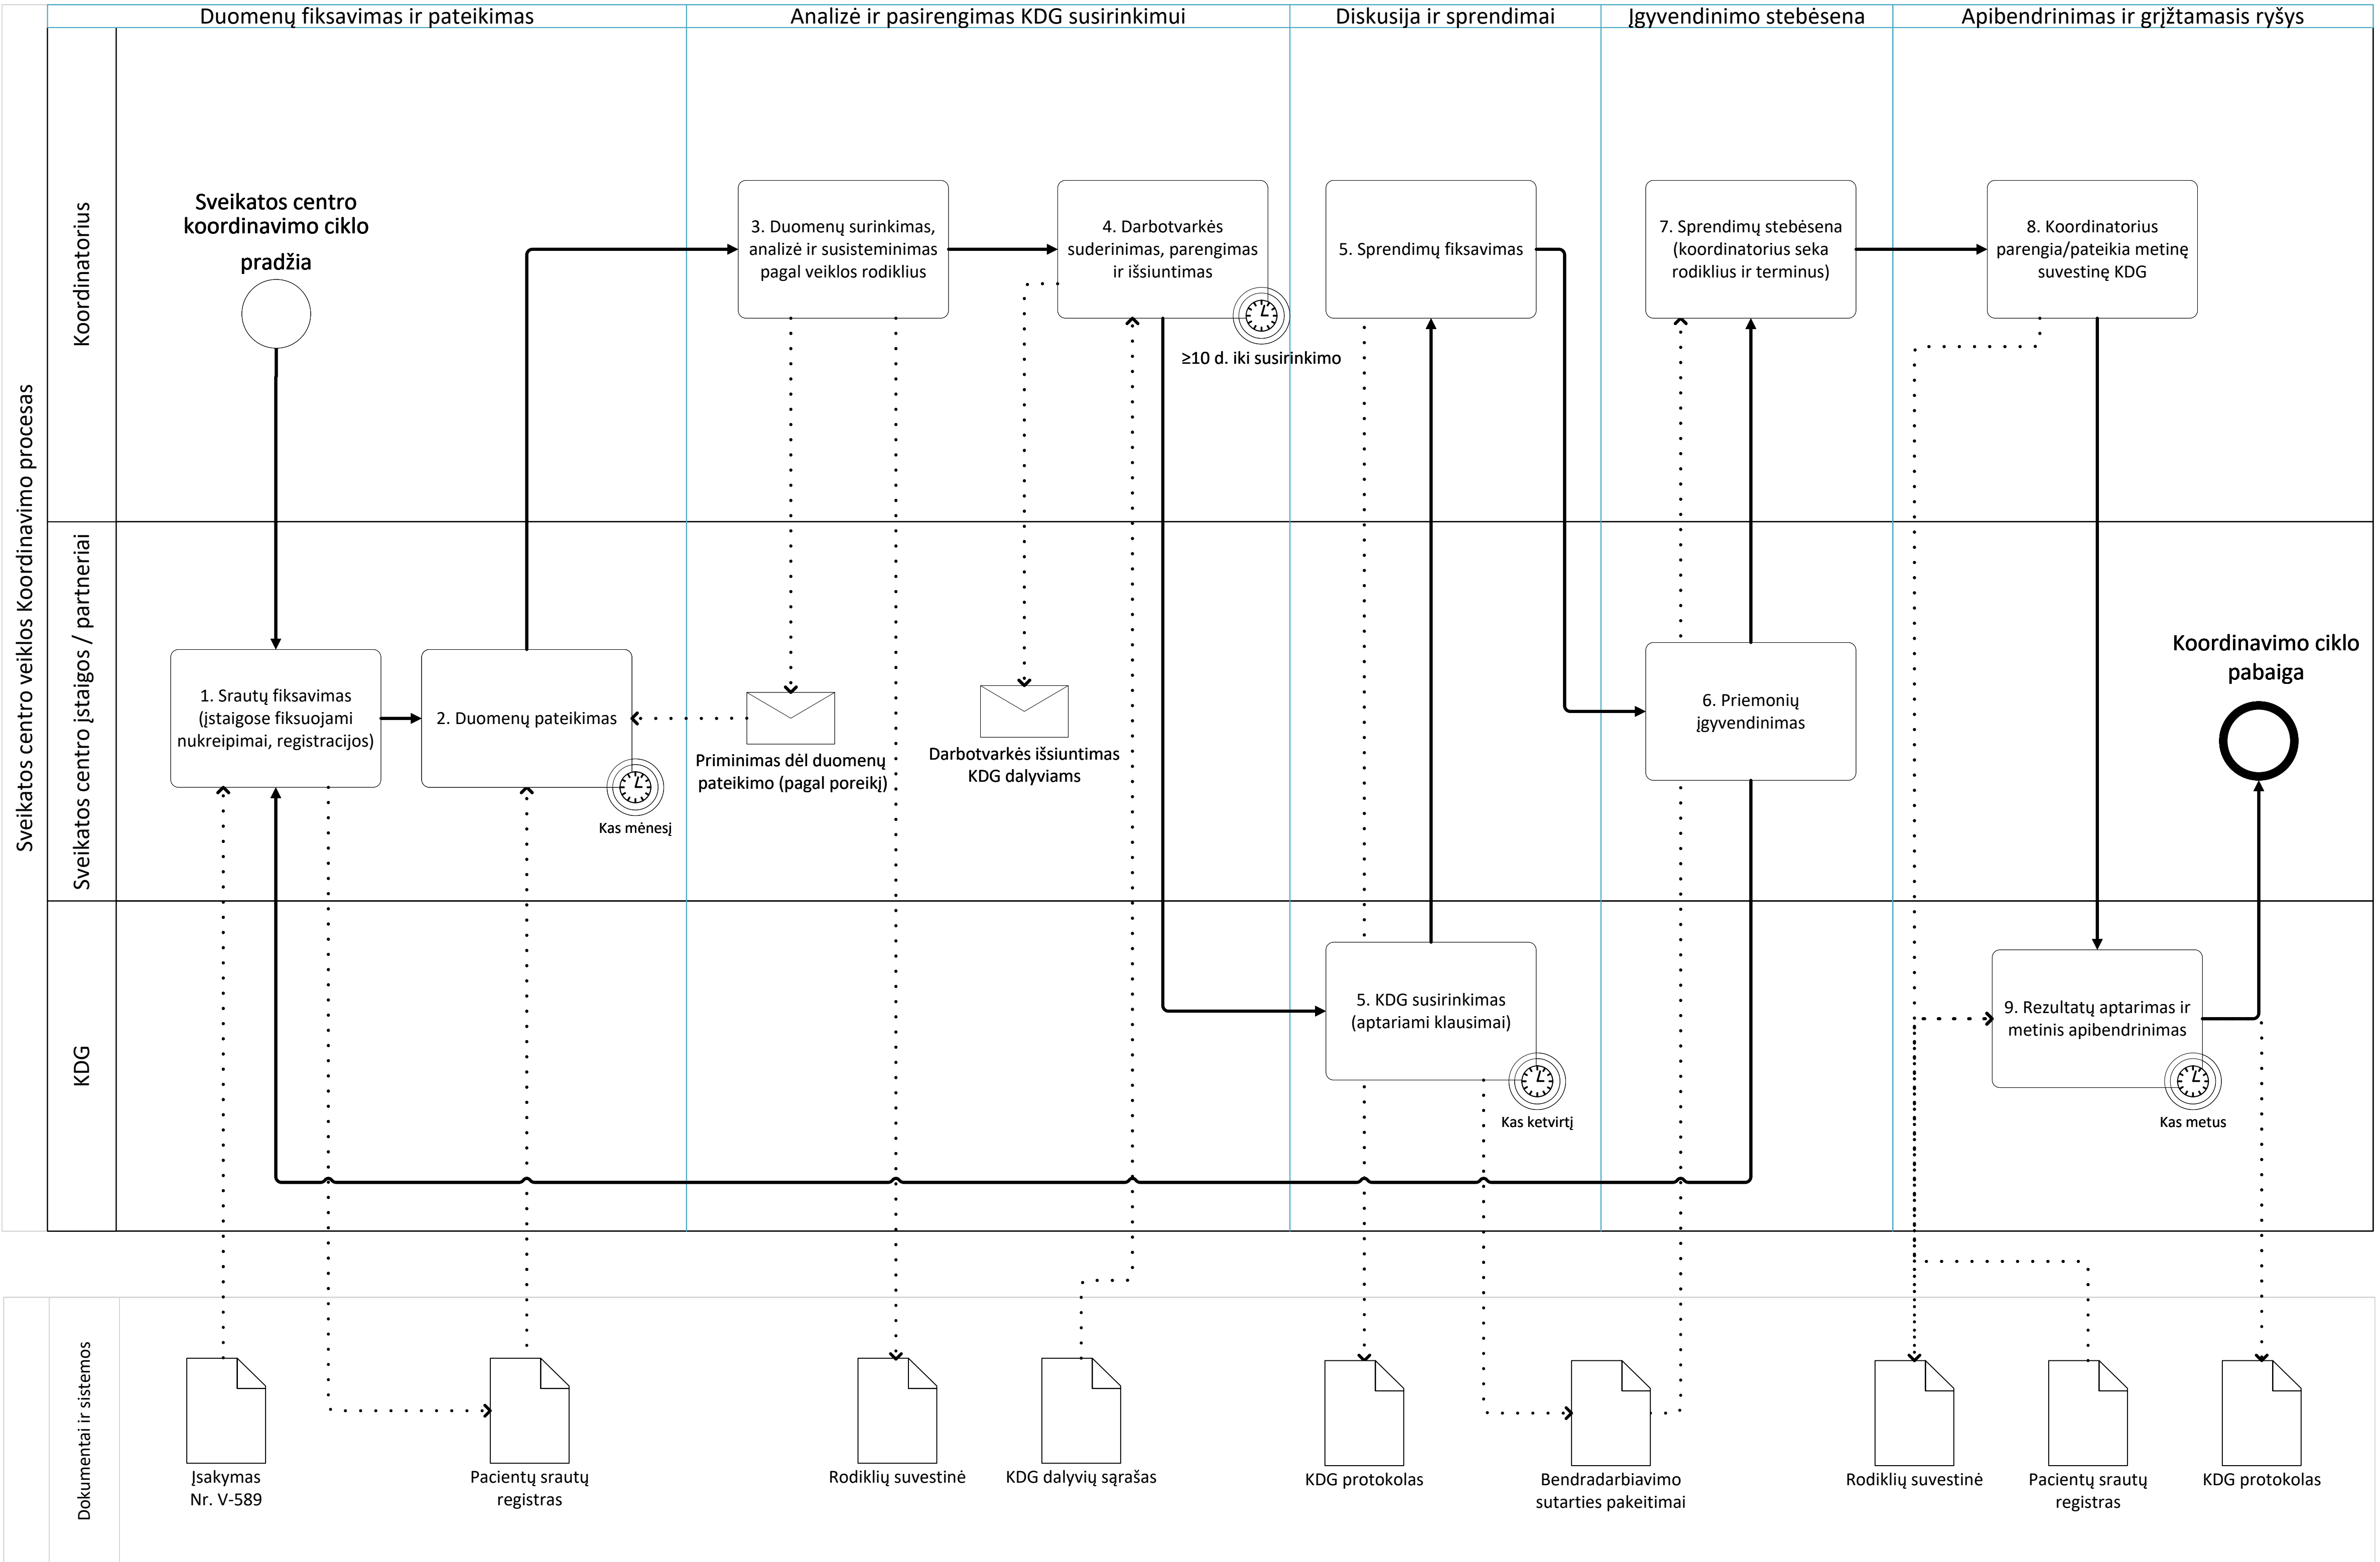 Duomenų fiksavimas ir pateikimas
Analizė ir pasirengimas KDG susirinkimui
Diskusija ir sprendimai
Įgyvendinimo stebėsena
Apibendrinimas ir grįžtamasis ryšys
Sveikatos centro veiklos Koordinavimo procesas
Koordinatorius
Sveikatos centro
koordinavimo ciklo
pradžia
3. Duomenų surinkimas,
analizė ir susisteminimas
pagal veiklos rodiklius
4. Darbotvarkės
suderinimas, parengimas
ir išsiuntimas
≥10 d. iki susirinkimo
5. Sprendimų fiksavimas
7. Sprendimų stebėsena
(koordinatorius seka
rodiklius ir terminus)
8. Koordinatorius
parengia/pateikia metinę
suvestinę KDG
Sveikatos centro įstaigos / partneriai
1. Srautų fiksavimas
(įstaigose fiksuojami
nukreipimai, registracijos)
2. Duomenų pateikimas
Kas mėnesį
Priminimas dėl duomenų
pateikimo (pagal poreikį)
Darbotvarkės išsiuntimas
KDG dalyviams
6. Priemonių
įgyvendinimas
Koordinavimo ciklo
pabaiga
KDG
5. KDG susirinkimas
(aptariami klausimai)
Kas ketvirtį
9. Rezultatų aptarimas ir
metinis apibendrinimas
Kas metus
Dokumentai ir sistemos
Įsakymas
Nr. V-589
Pacientų srautų
registras
Rodiklių suvestinė
KDG dalyvių sąrašas
KDG protokolas
Bendradarbiavimo
sutarties pakeitimai
Rodiklių suvestinė
Pacientų srautų
registras
KDG protokolas